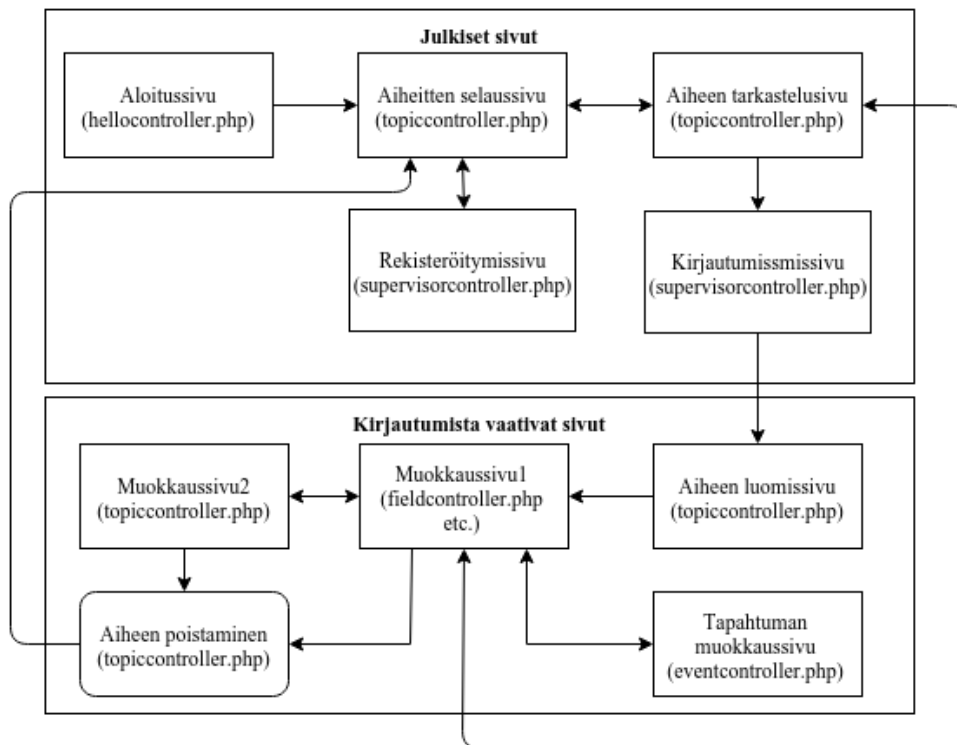 Julkiset sivut
Aloitussivu
(hellocontroller.php)
Aiheitten selaussivu
(topiccontroller.php)
Aiheen tarkastelusivu
(topiccontroller.php)
Rekisteröitymissivu
(supervisorcontroller.php)
Kirjautumissmissivu
(supervisorcontroller.php)
Kirjautumista vaativat sivut
Muokkaussivu2
(topiccontroller.php)
Muokkaussivu1
(fieldcontroller.php
etc.)
Aiheen luomissivu
(topiccontroller.php)
Aiheen poistaminen
(topiccontroller.php)
Tapahtuman
muokkaussivu
(eventcontroller.php)